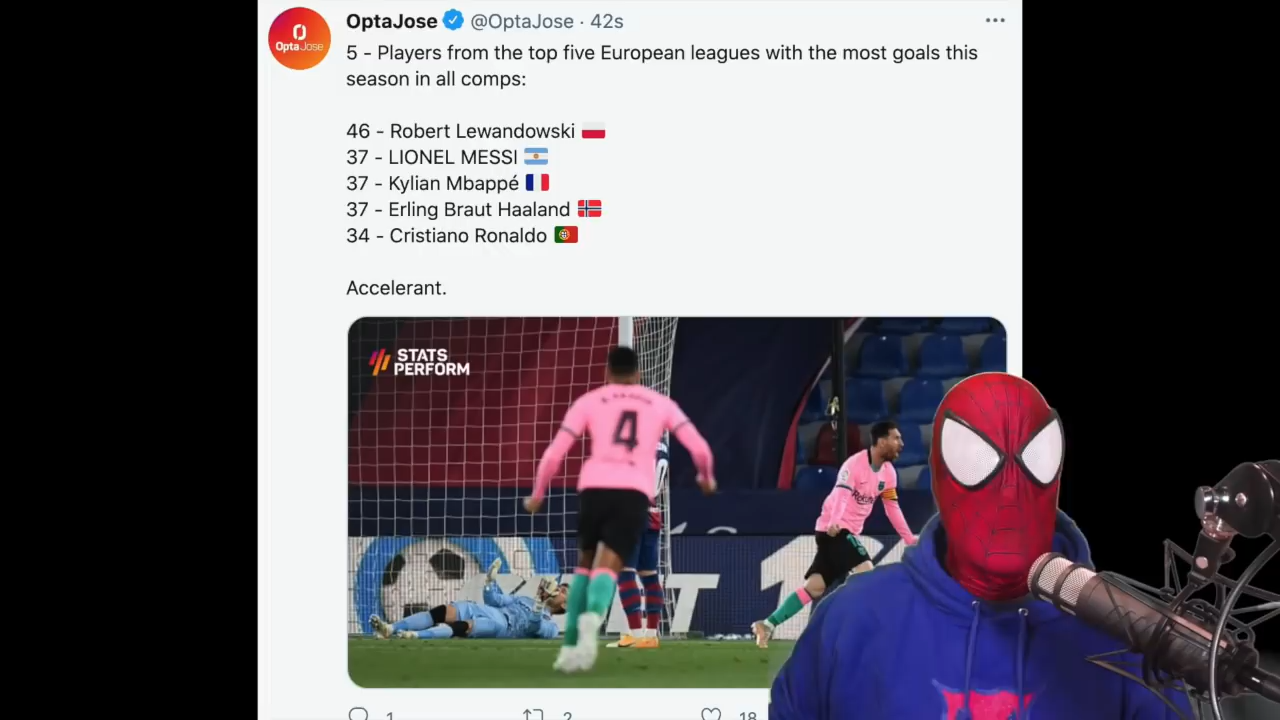 OptaJose @OptaJose · 42s
5 - Players from the top five European leagues with the most goals this
season in all comps:
46 - Robert Lewandowski
37 - LIONEL MESSI
37 - Kylian Mbappé
37 - Erling Braut Haaland
34 - Cristiano Ronaldo
Accelerant.
STATS
PERFORM
4
1
2
18